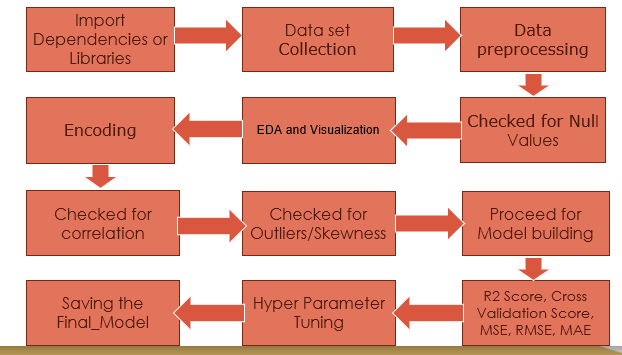 Import
Dependencies or
Libraries
Data set
Collection
Data
preprocessing
Checked for Null
Values
EDA and Visualization
Encoding
Checked for
correlation
Checked for
Outliers/Skewness
Proceed for
Model building
R2 Score, Cross
Validation Score,
MSE, RMSE, MAE
Hyper Parameter
Tuning
Saving the
Final_Model